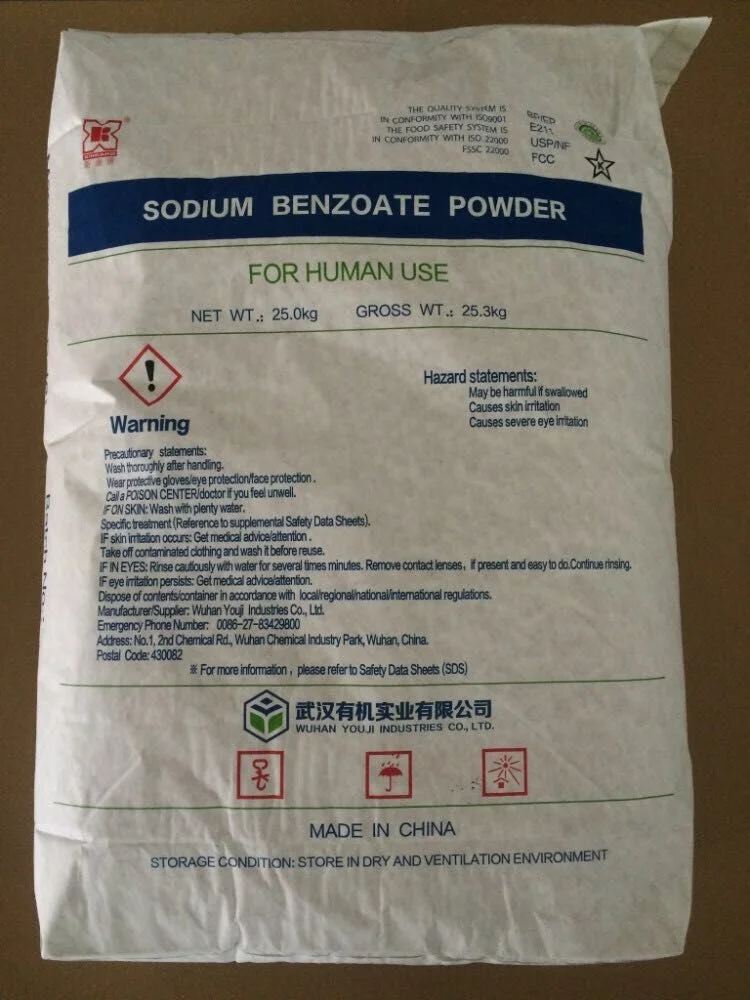 THE QUALITY SYSTEM IS
IN CONFORMITY WITH ISO9001
THE FOOD SAFETY SYSTEM IS
IN CONFORMITY WITH ISO 22000
FSSC 22000
BP/EP
E211
USP/NF
FCC
K
SODIUM BENZOATE POWDER
FOR HUMAN USE
NET WT.: 25.0kg GROSS WT.: 25.3kg
Warning
Precautionary statements:
Wash thoroughly after handling.
Wear protective gloves/eye protection/face protection .
Call a POISON CENTER/doctor if you feel unwell.
IF ON SKIN: Wash with plenty water.
Specific treatment (Reference to supplemental Safety Data Sheets).
IF skin irritation occurs: Get medical advice/attention .
Take off contaminated clothing and wash it before reuse.
IF IN EYES: Rinse cautiously with water for several times minutes. Remove contact lenses, if present and easy to do.Continue rinsing.
IF eye irritation persists: Get medical advice/attention.
Dispose of contents/container in accordance with local/regional/national/international regulations.
Manufacturer/Supplier: Wuhan Youji Industries Co., Ltd.
Emergency Phone Number: 0086-27-83429800
Address: No.1, 2nd Chemical Rd., Wuhan Chemical Industry Park, Wuhan, China.
Postal Code: 430082
※ For more information , please refer to Safety Data Sheets (SDS)
Hazard statements:
May be harmful if swallowed
Causes skin irritation
Causes severe eye irritation
武汉有机实业有限公司
WUHAN YOUJI INDUSTRIES CO., LTD.
MADE IN CHINA
STORAGE CONDITION: STORE IN DRY AND VENTILATION ENVIRONMENT